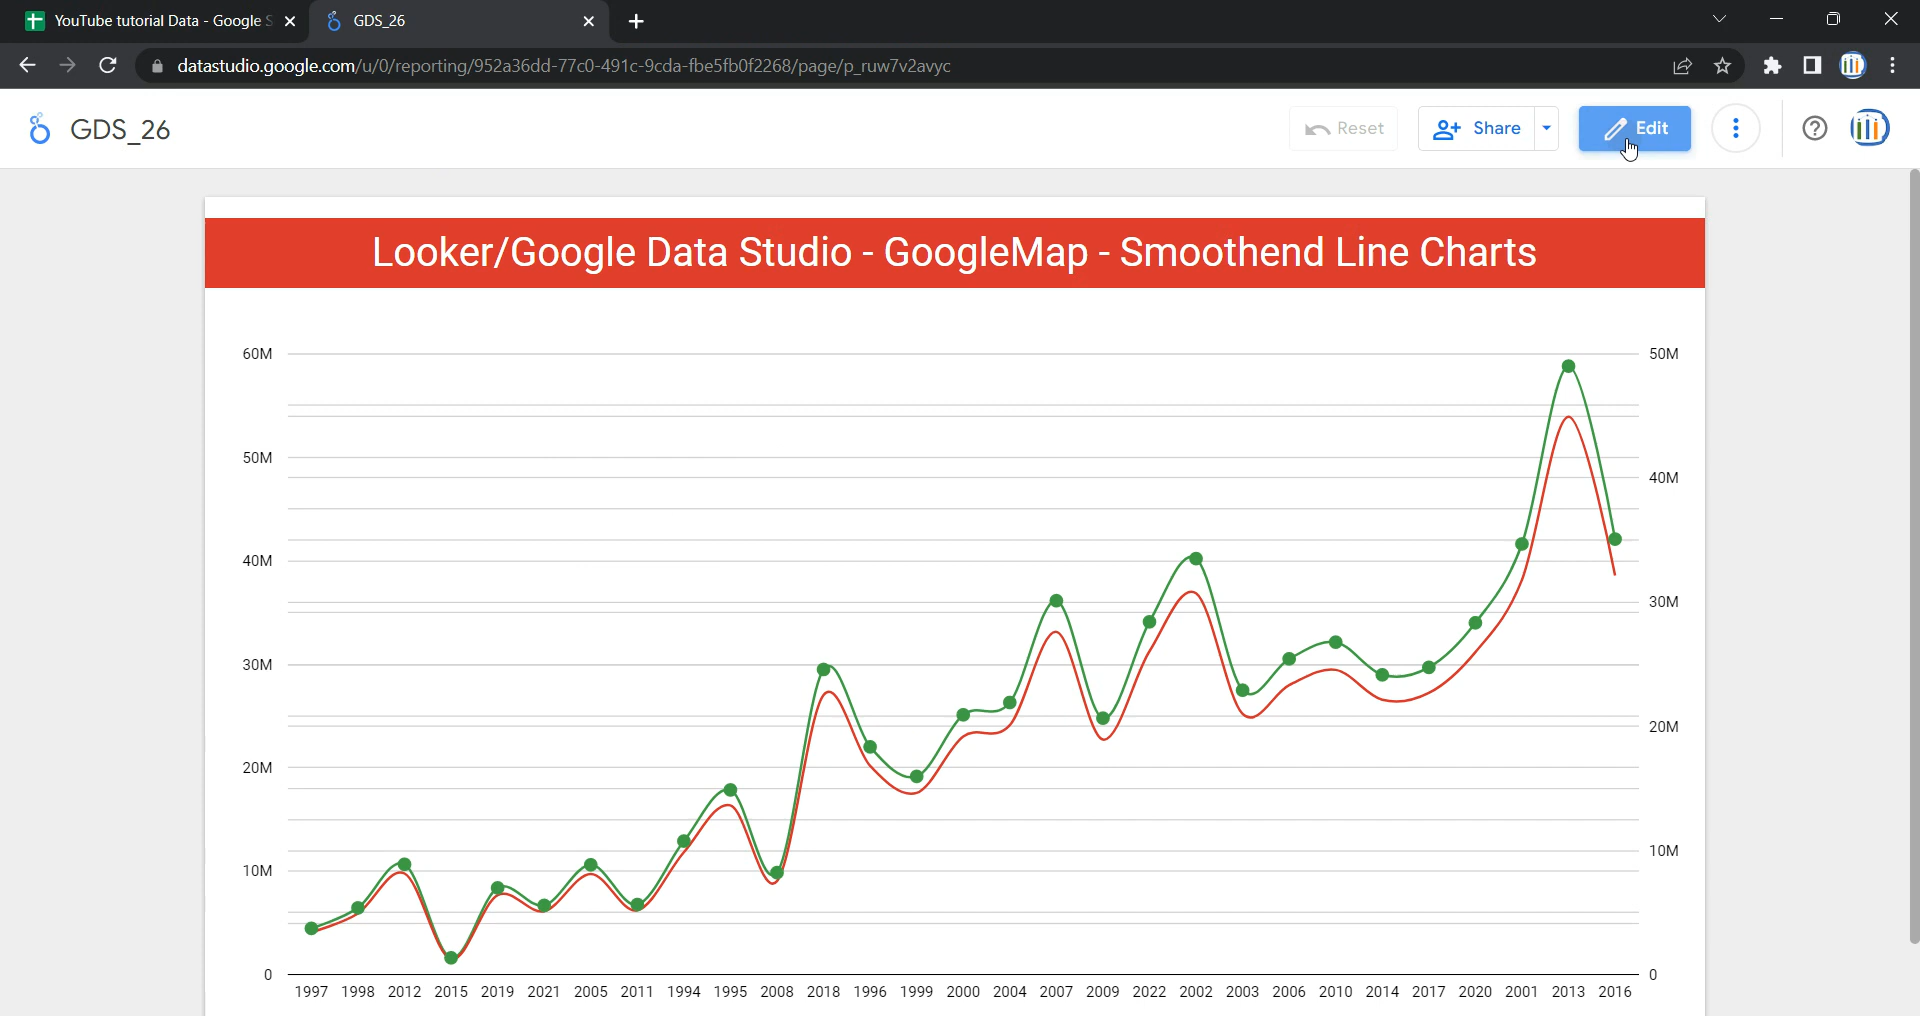 YouTube tutorial Data - Google S
GDS_26
datastudio.google.com/u/0/reporting/952a36dd-77c0-491c-9cda-fbe5fb0f2268/page/p_ruw7v2avyc
GDS_26
Reset
Share
Edit
Looker/Google Data Studio - GoogleMap - Smoothend Line Charts
60M
50M
50M
40M
40M
30M
30M
20M
20M
10M
10M
0
0
1997 1998 2012 2015 2019 2021 2005 2011 1994 1995 2008 2018 1996 1999 2000 2004 2007 2009 2022 2002 2003 2006 2010 2014 2017 2020 2001 2013 2016